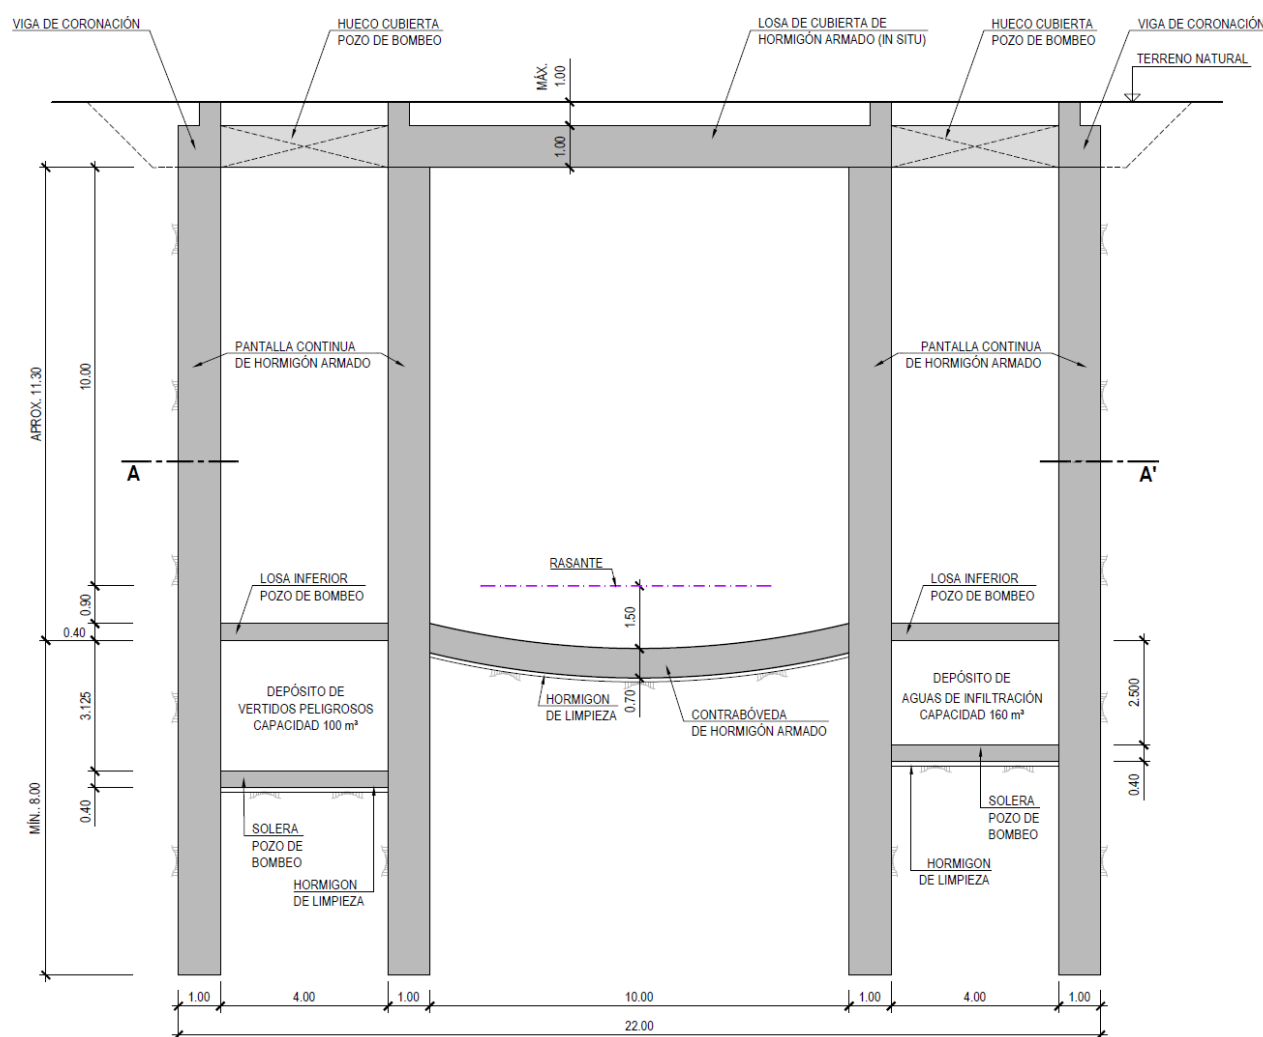 VIGA DE CORONACIÓN
HUECO CUBIERTA
POZO DE BOMBEO
LOSA DE CUBIERTA DE
HORMIGÓN ARMADO (IN SITU)
HUECO CUBIERTA
POZO DE BOMBEO
VIGA DE CORONACIÓN
TERRENO NATURAL
MÁX.
1.00
1.00
PANTALLA CONTINUA
DE HORMIGÓN ARMADO
PANTALLA CONTINUA
DE HORMIGÓN ARMADO
APROX. 11.30
10.00
A
A'
RASANTE
LOSA INFERIOR
POZO DE BOMBEO
LOSA INFERIOR
POZO DE BOMBEO
0.90
0.40
1.50
0.70
DEPÓSITO DE
VERTIDOS PELIGROSOS
CAPACIDAD 100 m³
HORMIGON
DE LIMPIEZA
CONTRABÓVEDA
DE HORMIGÓN ARMADO
DEPÓSITO DE
AGUAS DE INFILTRACIÓN
CAPACIDAD 160 m³
3.125
2.500
0.40
0.40
MÍN.. 8.00
SOLERA
POZO DE
BOMBEO
HORMIGON
DE LIMPIEZA
SOLERA
POZO DE
BOMBEO
HORMIGON
DE LIMPIEZA
1.00
4.00
1.00
10.00
1.00
4.00
1.00
22.00